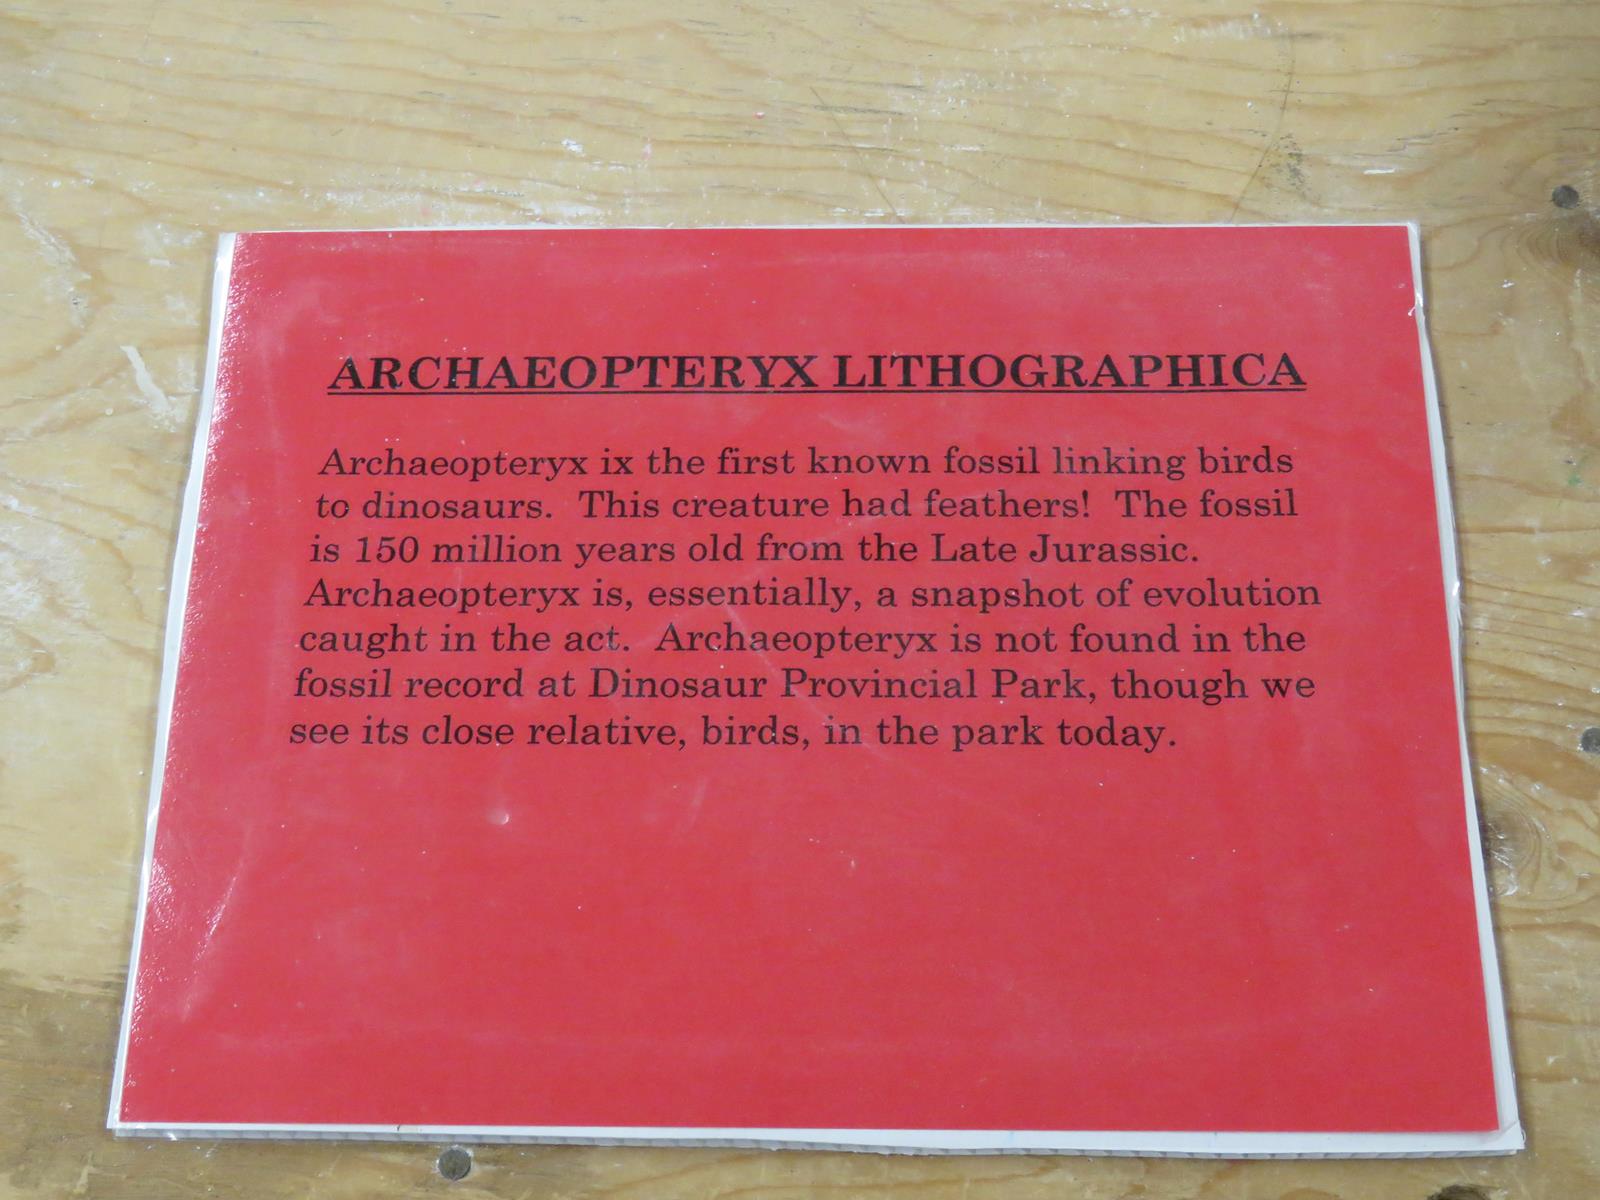 ARCHAEOPTERYX LITHOGRAPHICA
Archaeopteryx ix the first known fossil linking birds
to dinosaurs. This creature had feathers! The fossil
is 150 million years old from the Late Jurassic.
Archaeopteryx is, essentially, a snapshot of evolution
caught in the act. Archaeopteryx is not found in the
fossil record at Dinosaur Provincial Park, though we
see its close relative, birds, in the park today.